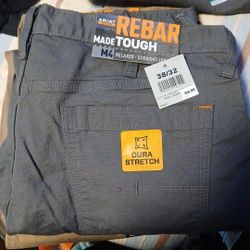 ARIAT
REBAR
MADE TOUGH
M4
RELAXED · STRAIGHT
38/32
DURA
STRETCH